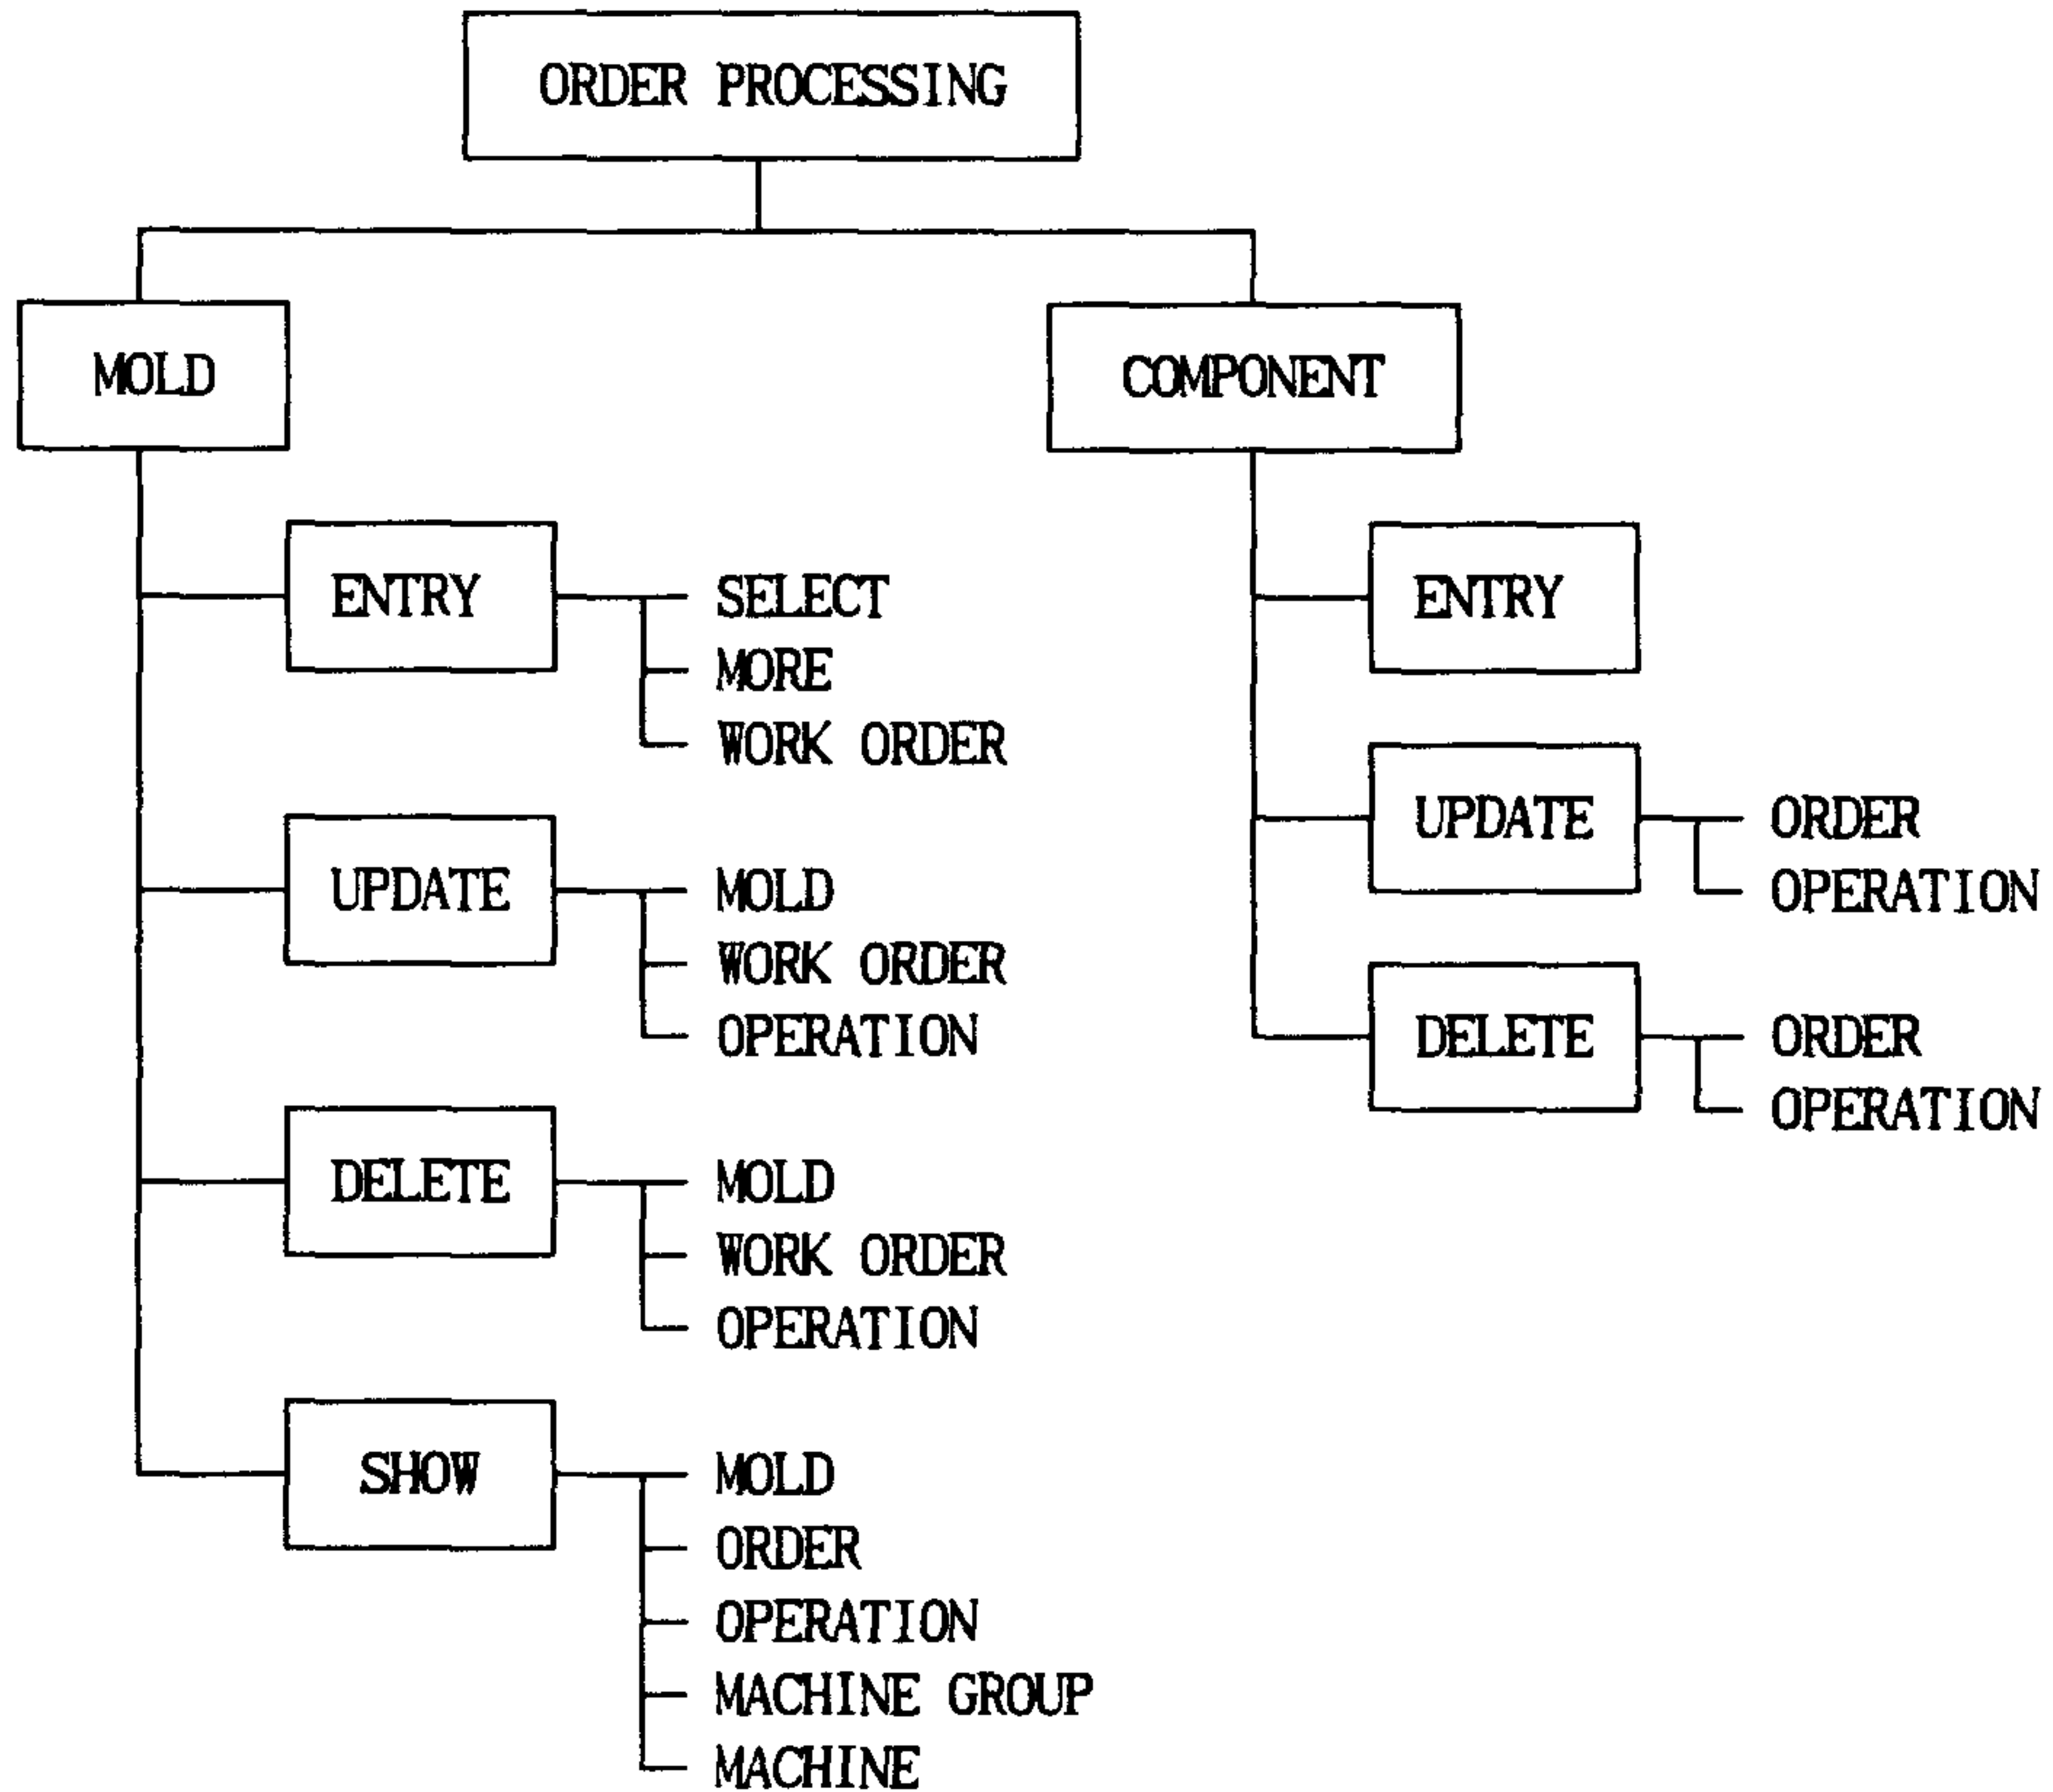 ORDER PROCESSING
MOLD
COMPONENT
ENTRY
SELECT
MORE
WORK ORDER
UPDATE
MOLD
WORK ORDER
OPERATION
DELETE
MOLD
WORK ORDER
OPERATION
SHOW
MOLD
ORDER
OPERATION
MACHINE GROUP
MACHINE
ENTRY
UPDATE
ORDER
OPERATION
DELETE
ORDER
OPERATION